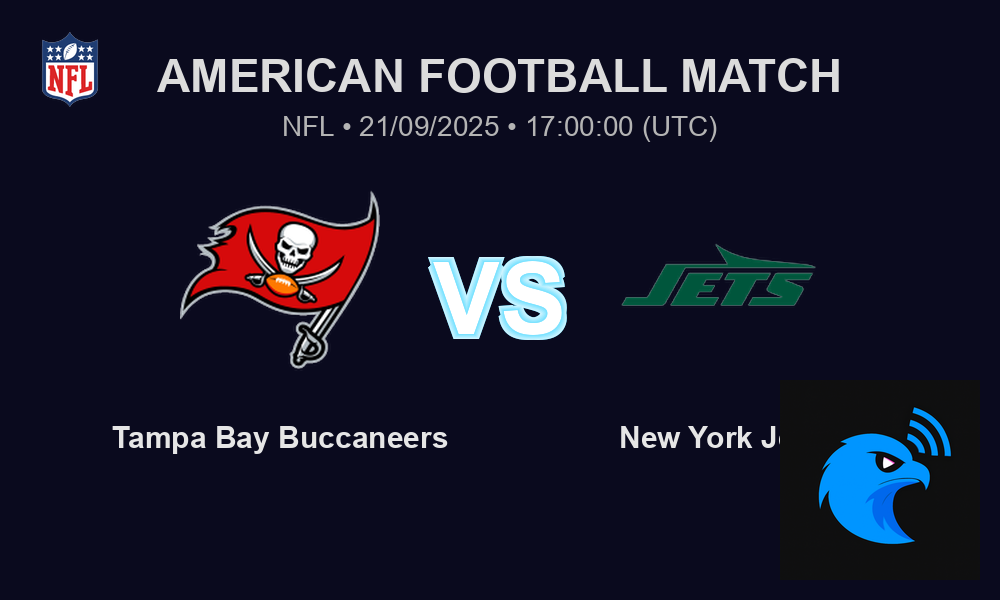 NFL
AMERICAN FOOTBALL MATCH
NFL • 21/09/2025 • 17:00:00 (UTC)
VS
JETS
Tampa Bay Buccaneers
New York